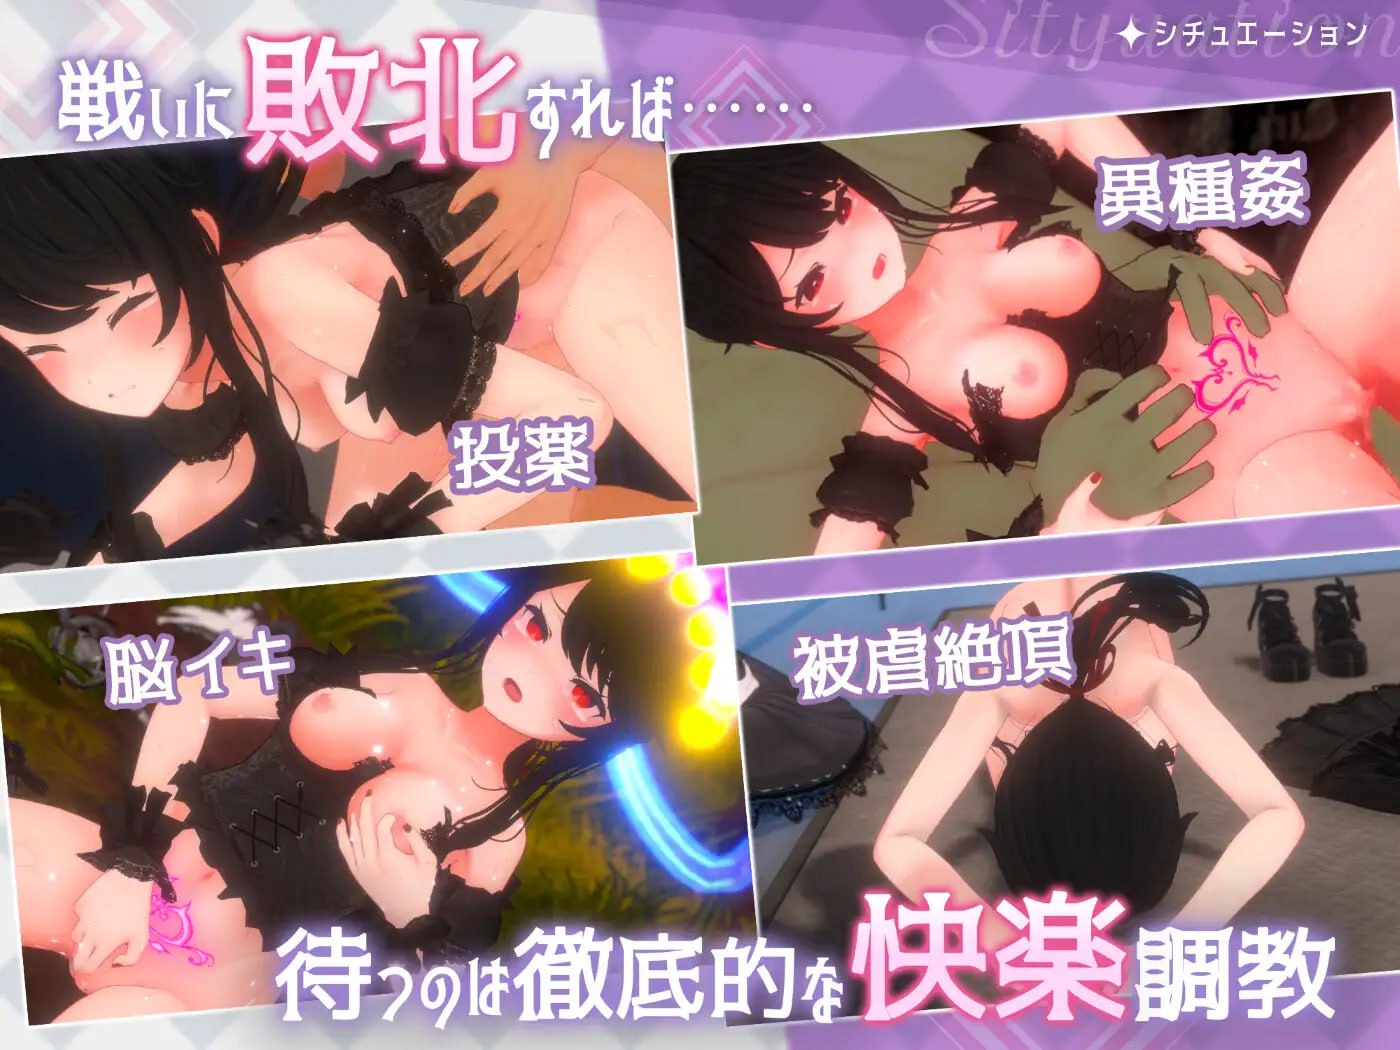 Sityuation
シチュエーション
戦いに敗北すれば……
異種姦
投薬
脳イキ
被虐絶頂
待つのは徹底的な快楽調教